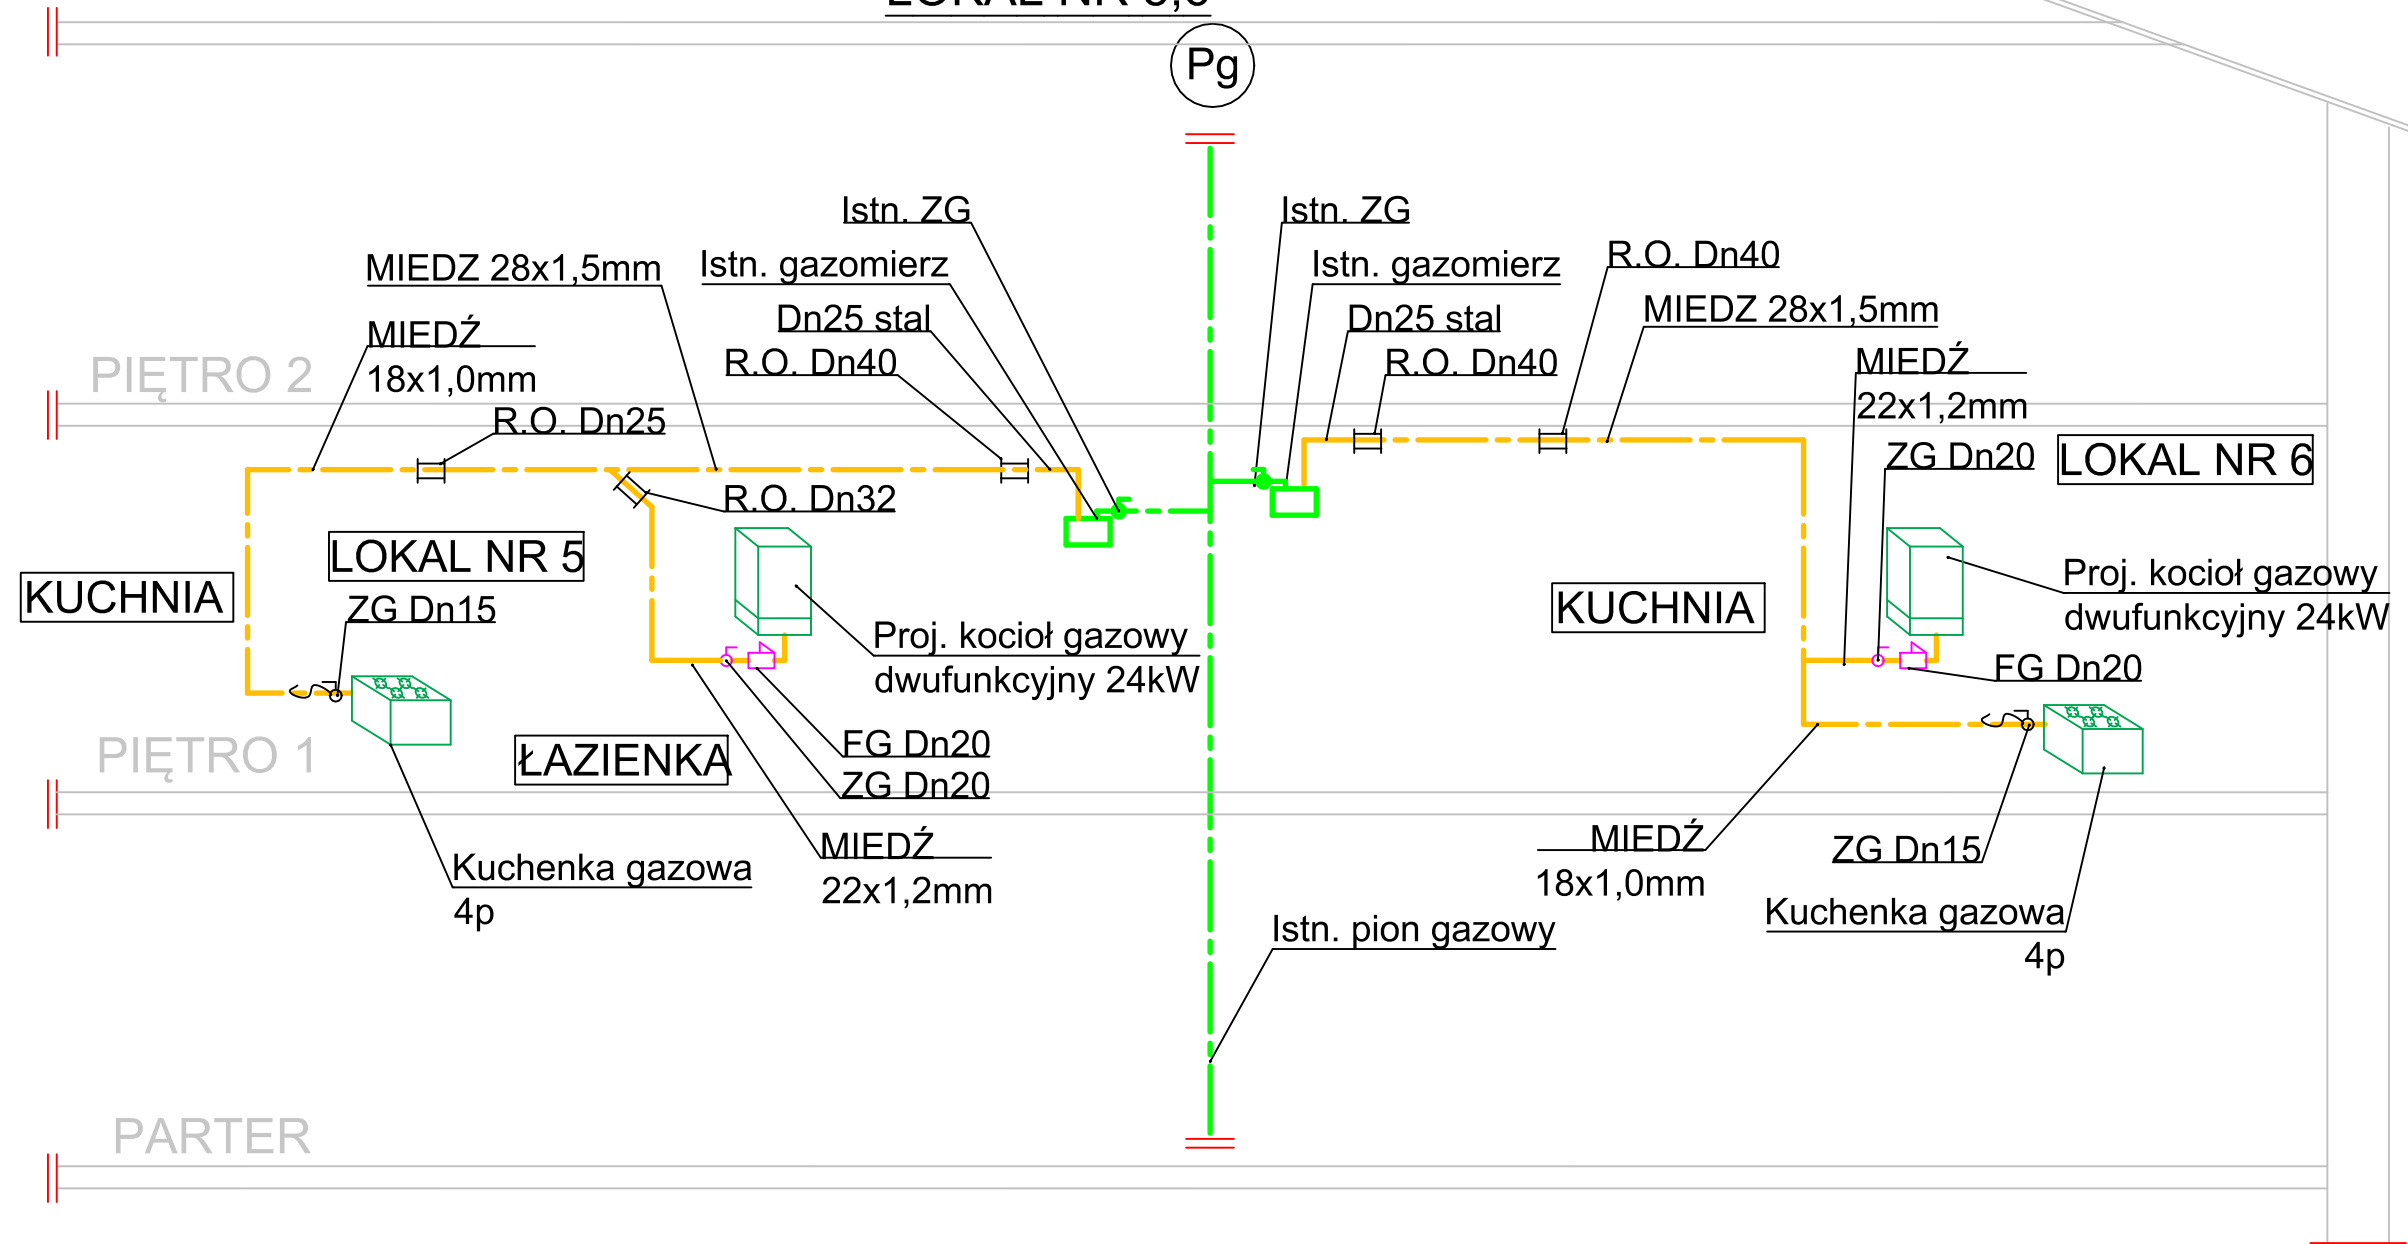 LOKAL NR 5,6
Pg
Istn. ZG
Istn. ZG
MIEDZ 28x1,5mm
Istn. gazomierz
Istn. gazomierz
R.O. Dn40
MIEDŹ
18x1,0mm
Dn25 stal
Dn25 stal
MIEDZ 28x1,5mm
R.O. Dn40
R.O. Dn40
MIEDŹ
22x1,2mm
PIĘTRO 2
R.O. Dn25
ZG Dn20
LOKAL NR 6
R.O. Dn32
LOKAL NR 5
KUCHNIA
ZG Dn15
KUCHNIA
Proj. kocioł gazowy
dwufunkcyjny 24kW
Proj. kocioł gazowy
dwufunkcyjny 24kW
FG Dn20
PIĘTRO 1
ŁAZIENKA
FG Dn20
ZG Dn20
MIEDŹ
22x1,2mm
MIEDŹ
18x1,0mm
ZG Dn15
Kuchenka gazowa
4p
Istn. pion gazowy
Kuchenka gazowa
4p
PARTER